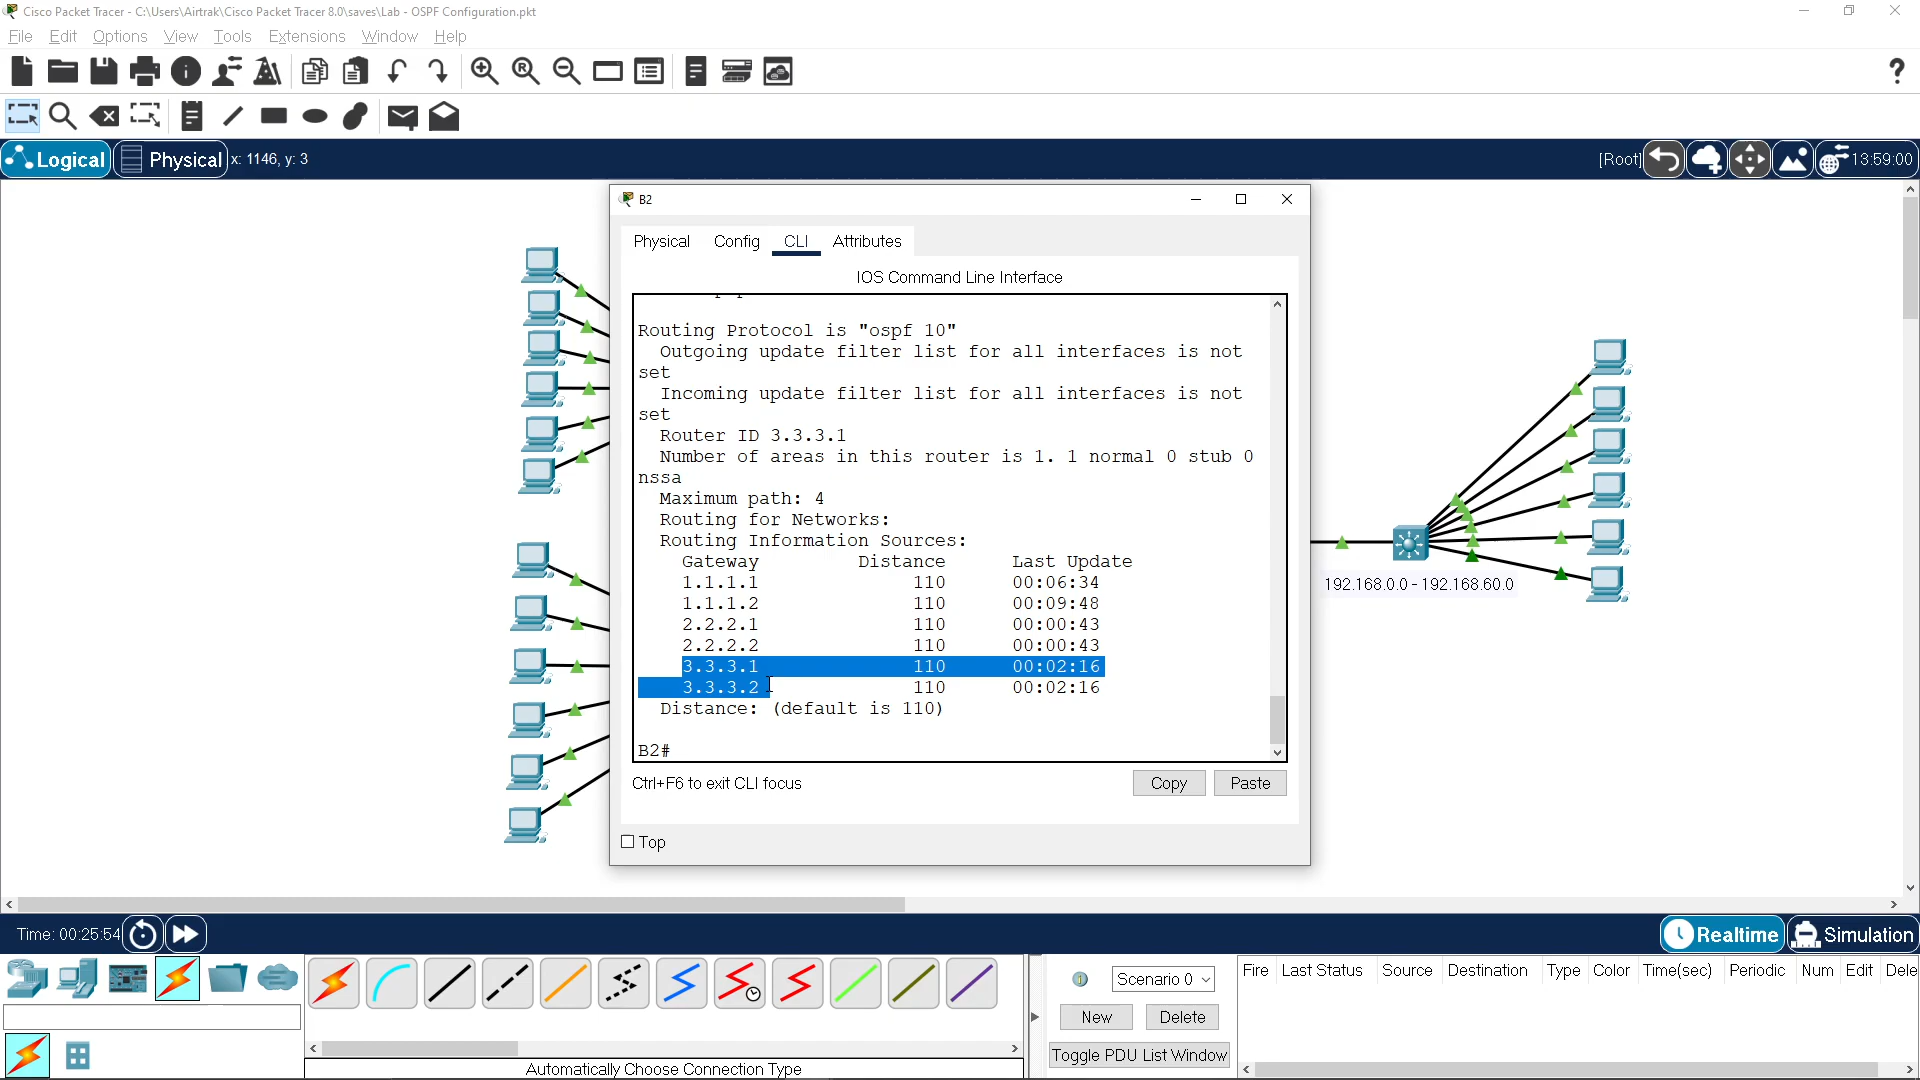 Cisco Packet Tracer - C:\Users\Airtrak\Cisco Packet Tracer 8.0\saves\Lab - OSPF Configuration.pkt
File Edit Options View Tools Extensions Window Help
Logical Physical x: 1146, y: 3 [Root] 13:59:00
B2
Physical Config CLI Attributes
IOS Command Line Interface
Routing Protocol is "ospf 10"
Outgoing update filter list for all interfaces is not
set
Incoming update filter list for all interfaces is not
set
Router ID 3.3.3.1
Number of areas in this router is 1. 1 normal 0 stub 0
nssa
Maximum path: 4
Routing for Networks:
Routing Information Sources:
Gateway Distance Last Update
1.1.1.1 110 00:06:34
1.1.1.2 110 00:09:48
2.2.2.1 110 00:00:43
2.2.2.2 110 00:00:43
3.3.3.1 110 00:02:16
3.3.3.2 110 00:02:16
Distance: (default is 110)
B2#
Ctrl+F6 to exit CLI focus Copy Paste
Top
192.168.0.0 - 192.168.60.0
Time: 00:25:54 Realtime Simulation
Scenario 0
New Delete
Toggle PDU List Window
Fire Last Status Source Destination Type Color Time(sec) Periodic Num Edit Dele
Automatically Choose Connection Type